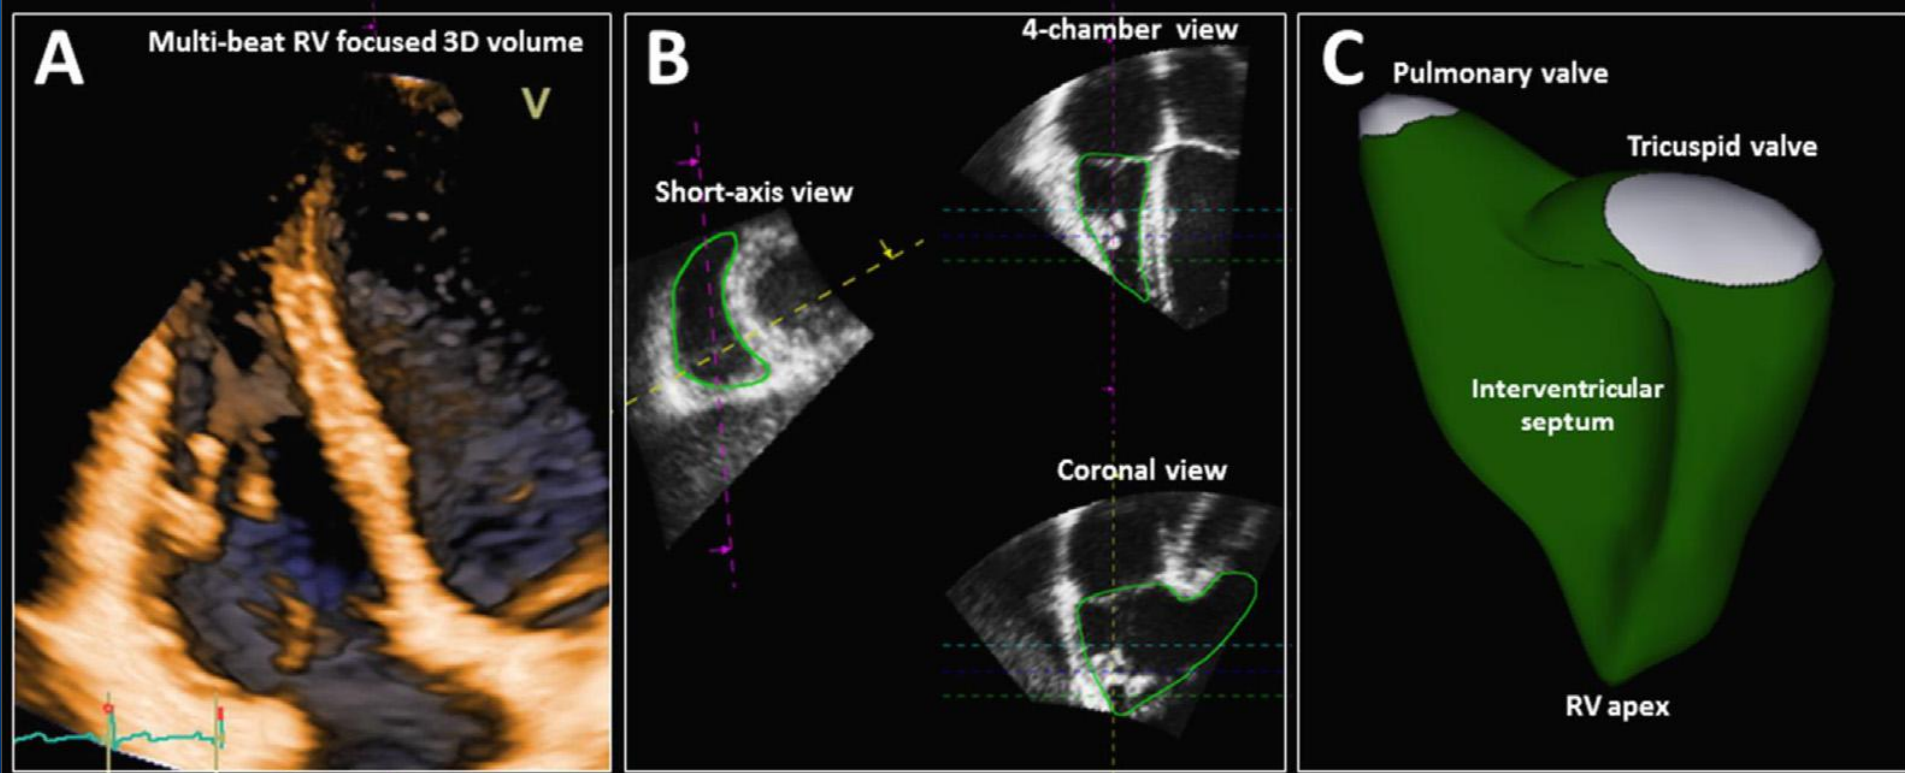 A
Multi-beat RV focused 3D volume
V
B
4-chamber view
Short-axis view
Coronal view
C
Pulmonary valve
Tricuspid valve
Interventricular
septum
RV apex